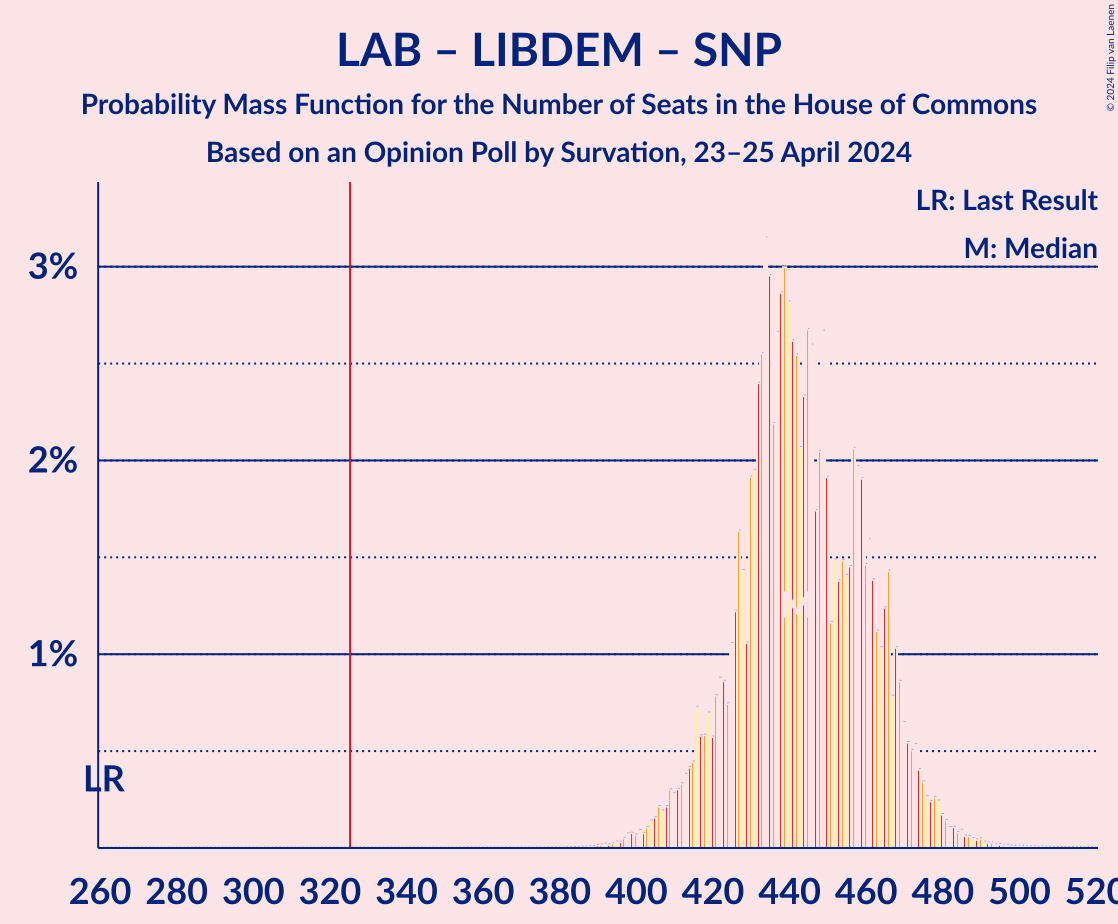 LAB – LIBDEM – SNP
Probability Mass Function for the Number of Seats in the House of Commons
Based on an Opinion Poll by Survation, 23–25 April 2024
© 2024 Filip van Laenen
LR: Last Result
M: Median
3%
2%
1%
LR
260 280 300 320 340 360 380 400 420 440 460 480 500 520